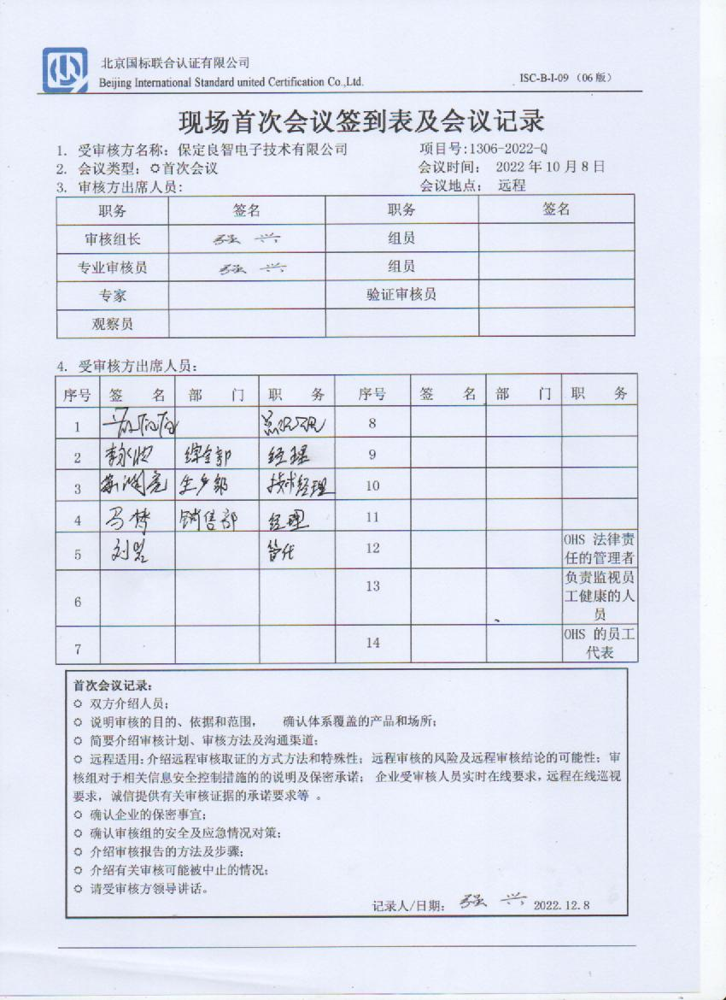 北京国标联合认证有限公司
Beijing International Standard united Certification Co.,Ltd.
ISC-B-I-09 （06 版）
现场首次会议签到表及会议记录
1. 受审核方名称：保定良智电子技术有限公司 项目号:1306-2022-Q
2. 会议类型：首次会议 会议时间： 2022 年 10 月 8 日
3. 审核方出席人员: 会议地点： 远程
职务 签名 职务 签名
审核组长 强兴 组员
专业审核员 强兴 组员
专家 验证审核员
观察员
4. 受审核方出席人员:
序号 签 名 部 门 职 务 序号 签 名 部 门 职 务
1 总经理 8
2 综合部 经理 9
3 生产部 技术经理 10
4 马梦 销售部 经理 11
5 刘岩 管代 12 OHS 法律责
任的管理者
6 13 负责监视员
工健康的人
员
7 14 OHS 的员工
代表
首次会议记录:
双方介绍人员;
说明审核的目的、依据和范围， 确认体系覆盖的产品和场所;
简要介绍审核计划、审核方法及沟通渠道;
远程适用:介绍远程审核取证的方式方法和特殊性; 远程审核的风险及远程审核结论的可能性; 审
核组对于相关信息安全控制措施的的说明及保密承诺; 企业受审核人员实时在线要求，远程在线巡视
要求，诚信提供有关审核证据的承诺要求等 。
确认企业的保密事宜;
确认审核组的安全及应急情况对策;
介绍审核报告的方法及步骤;
介绍有关审核可能被中止的情况;
请受审核方领导讲话。
记录人/日期: 强兴 2022.12.8